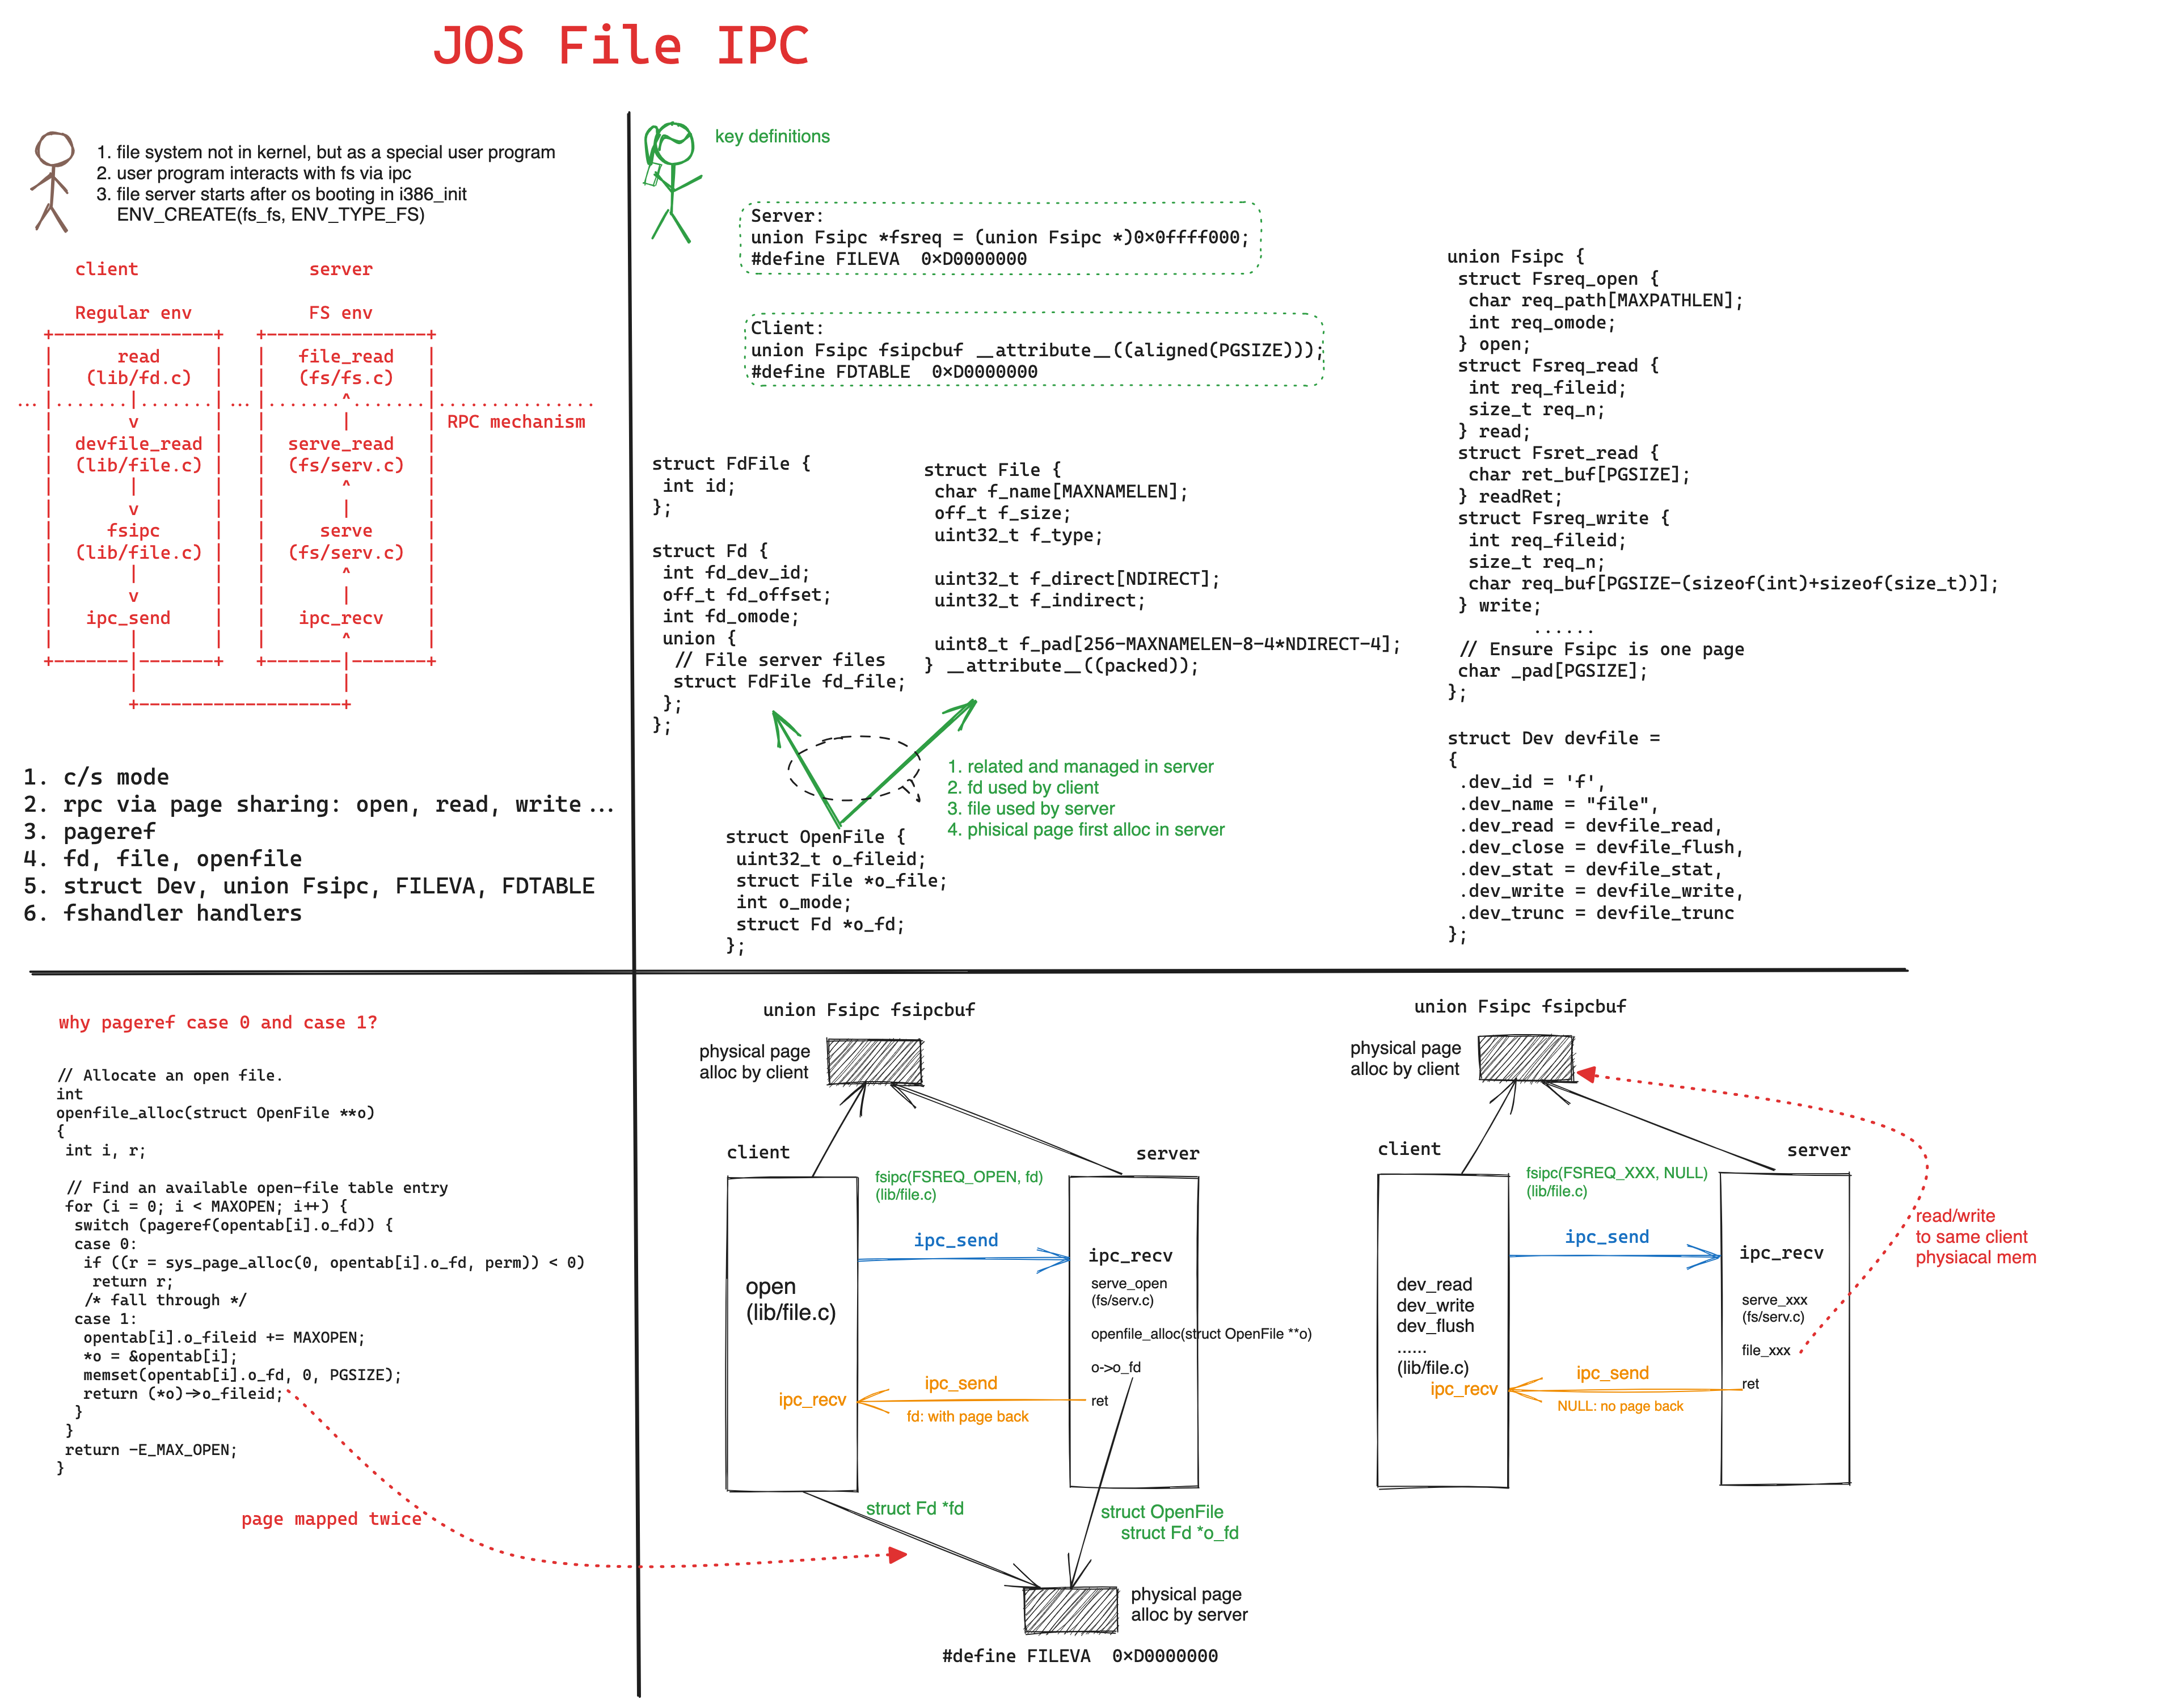 JOS File IPC
1. file system not in kernel, but as a special user program
2. user program interacts with fs via ipc
3. file server starts after os booting in i386_init
ENV_CREATE(fs_fs, ENV_TYPE_FS)
client server
Regular env FS env
+---------------+ +---------------+
| read | | file_read |
| (lib/fd.c) | | (fs/fs.c) |
...|.......|.......|...|.......^.......|...............
| v | | | | RPC mechanism
| devfile_read | | serve_read |
| (lib/file.c) | | (fs/serv.c) |
| | | | ^ |
| v | | | |
| fsipc | | serve |
| (lib/file.c) | | (fs/serv.c) |
| | | | ^ |
| v | | | |
| ipc_send | | ipc_recv |
| | | | ^ |
+-------|-------+ +-------|-------+
| |
+-------------------+
1. c/s mode
2. rpc via page sharing: open, read, write...
3. pageref
4. fd, file, openfile
5. struct Dev, union Fsipc, FILEVA, FDTABLE
6. fshandler handlers
key definitions
Server:
union Fsipc *fsreq = (union Fsipc *)0×0ffff000;
#define FILEVA 0×D0000000
Client:
union Fsipc fsipcbuf __attribute__((aligned(PGSIZE)));
#define FDTABLE 0×D0000000
struct FdFile {
int id;
};
struct Fd {
int fd_dev_id;
off_t fd_offset;
int fd_omode;
union {
// File server files
struct FdFile fd_file;
};
};
struct File {
char f_name[MAXNAMELEN];
off_t f_size;
uint32_t f_type;
uint32_t f_direct[NDIRECT];
uint32_t f_indirect;
uint8_t f_pad[256-MAXNAMELEN-8-4*NDIRECT-4];
} __attribute__((packed));
1. related and managed in server
2. fd used by client
3. file used by server
4. phisical page first alloc in server
struct OpenFile {
uint32_t o_fileid;
struct File *o_file;
int o_mode;
struct Fd *o_fd;
};
union Fsipc {
struct Fsreq_open {
char req_path[MAXPATHLEN];
int req_omode;
} open;
struct Fsreq_read {
int req_fileid;
size_t req_n;
} read;
struct Fsret_read {
char ret_buf[PGSIZE];
} readRet;
struct Fsreq_write {
int req_fileid;
size_t req_n;
char req_buf[PGSIZE-(sizeof(int)+sizeof(size_t))];
} write;
......
// Ensure Fsipc is one page
char _pad[PGSIZE];
};
struct Dev devfile =
{
.dev_id = 'f',
.dev_name = "file",
.dev_read = devfile_read,
.dev_close = devfile_flush,
.dev_stat = devfile_stat,
.dev_write = devfile_write,
.dev_trunc = devfile_trunc
};
why pageref case 0 and case 1?
// Allocate an open file.
int
openfile_alloc(struct OpenFile **o)
{
int i, r;
// Find an available open-file table entry
for (i = 0; i < MAXOPEN; i++) {
switch (pageref(opentab[i].o_fd)) {
case 0:
if ((r = sys_page_alloc(0, opentab[i].o_fd, perm)) < 0)
return r;
/* fall through */
case 1:
opentab[i].o_fileid += MAXOPEN;
*o = &opentab[i];
memset(opentab[i].o_fd, 0, PGSIZE);
return (*o)->o_fileid;
}
}
return -E_MAX_OPEN;
}
page mapped twice
union Fsipc fsipcbuf
physical page
alloc by client
client
server
fsipc(FSREQ_OPEN, fd)
(lib/file.c)
ipc_send
ipc_recv
open
(lib/file.c)
serve_open
(fs/serv.c)
openfile_alloc(struct OpenFile **o)
o->o_fd
ipc_send
ipc_recv
ret
fd: with page back
struct Fd *fd
struct OpenFile
struct Fd *o_fd
physical page
alloc by server
#define FILEVA 0×D0000000
union Fsipc fsipcbuf
physical page
alloc by client
client
server
fsipc(FSREQ_XXX, NULL)
(lib/file.c)
read/write
to same client
physiacal mem
ipc_send
ipc_recv
dev_read
dev_write
dev_flush
......
(lib/file.c)
serve_xxx
(fs/serv.c)
file_xxx
ipc_send
ret
ipc_recv
NULL: no page back